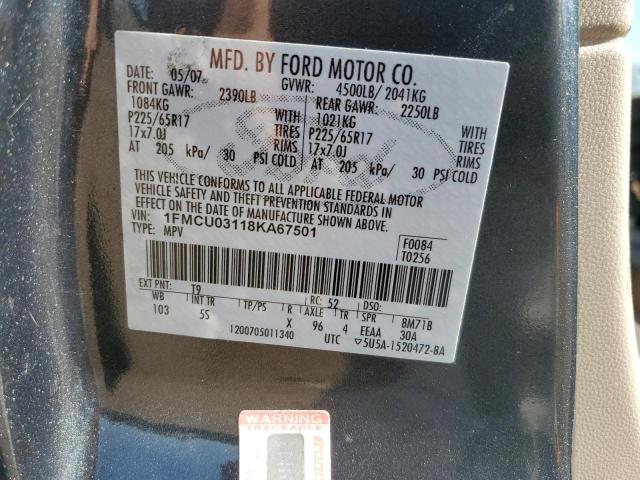 MFD. BY FORD MOTOR CO.
DATE: 05/07 GVWR: 4500LB/ 2041KG
FRONT GAWR: 2390LB REAR GAWR: 2250LB
1084KG WITH 1021KG WITH
P225/65R17 TIRES P225/65R17 TIRES
17x7.0J RIMS 17x7.0J RIMS
AT 205 kPa/ 30 PSI COLD AT 205 kPa/ 30 PSI COLD
THIS VEHICLE CONFORMS TO ALL APPLICABLE FEDERAL MOTOR
VEHICLE SAFETY AND THEFT PREVENTION STANDARDS IN
EFFECT ON THE DATE OF MANUFACTURE SHOWN ABOVE.
VIN: 1FMCU03118KA67501
TYPE: MPV
F0084
T0256
EXT PNT: T9 RC: 52 DSO:
WB INT TR TP/PS R AXLE TR SPR 8M71B
103 5S X 96 4 EEAA 30A
1200705011340 UTC 5U5A-1520472-BA
Ford
WARNING
TRACEABLE